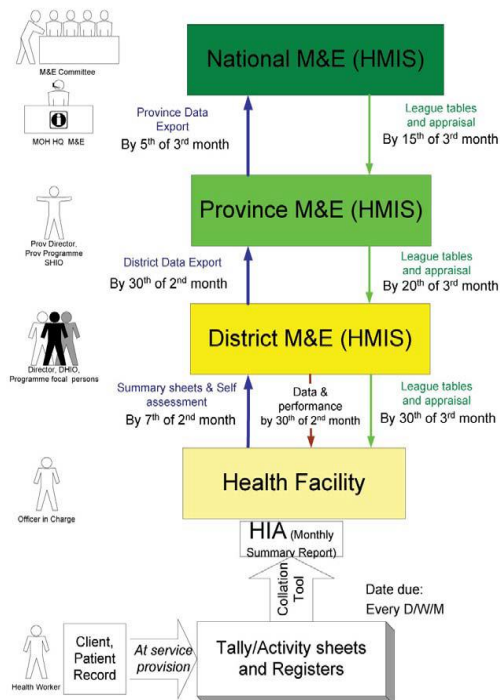 National M&E (HMIS)
M&E Committee
MOH HQ M&E
Province Data
Export
By 5th of 3rd month
League tables
and appraisal
By 15th of 3rd month
Province M&E (HMIS)
Prov Director,
Prov Programme
SHIO
District Data Export
By 30th of 2nd month
League tables
and appraisal
By 20th of 3rd month
District M&E (HMIS)
Director, DHIO,
Programme focal persons
Summary sheets & Self
assessment
By 7th of 2nd month
Data &
performance
by 30th of 2nd month
League tables
and appraisal
By 30th of 3rd month
Health Facility
Officer in Charge
HIA (Monthly
Summary Report)
Collation
Tool
Date due:
Every D/W/M
Health Worker
Client,
Patient
Record
At service
provision
Tally/Activity sheets
and Registers